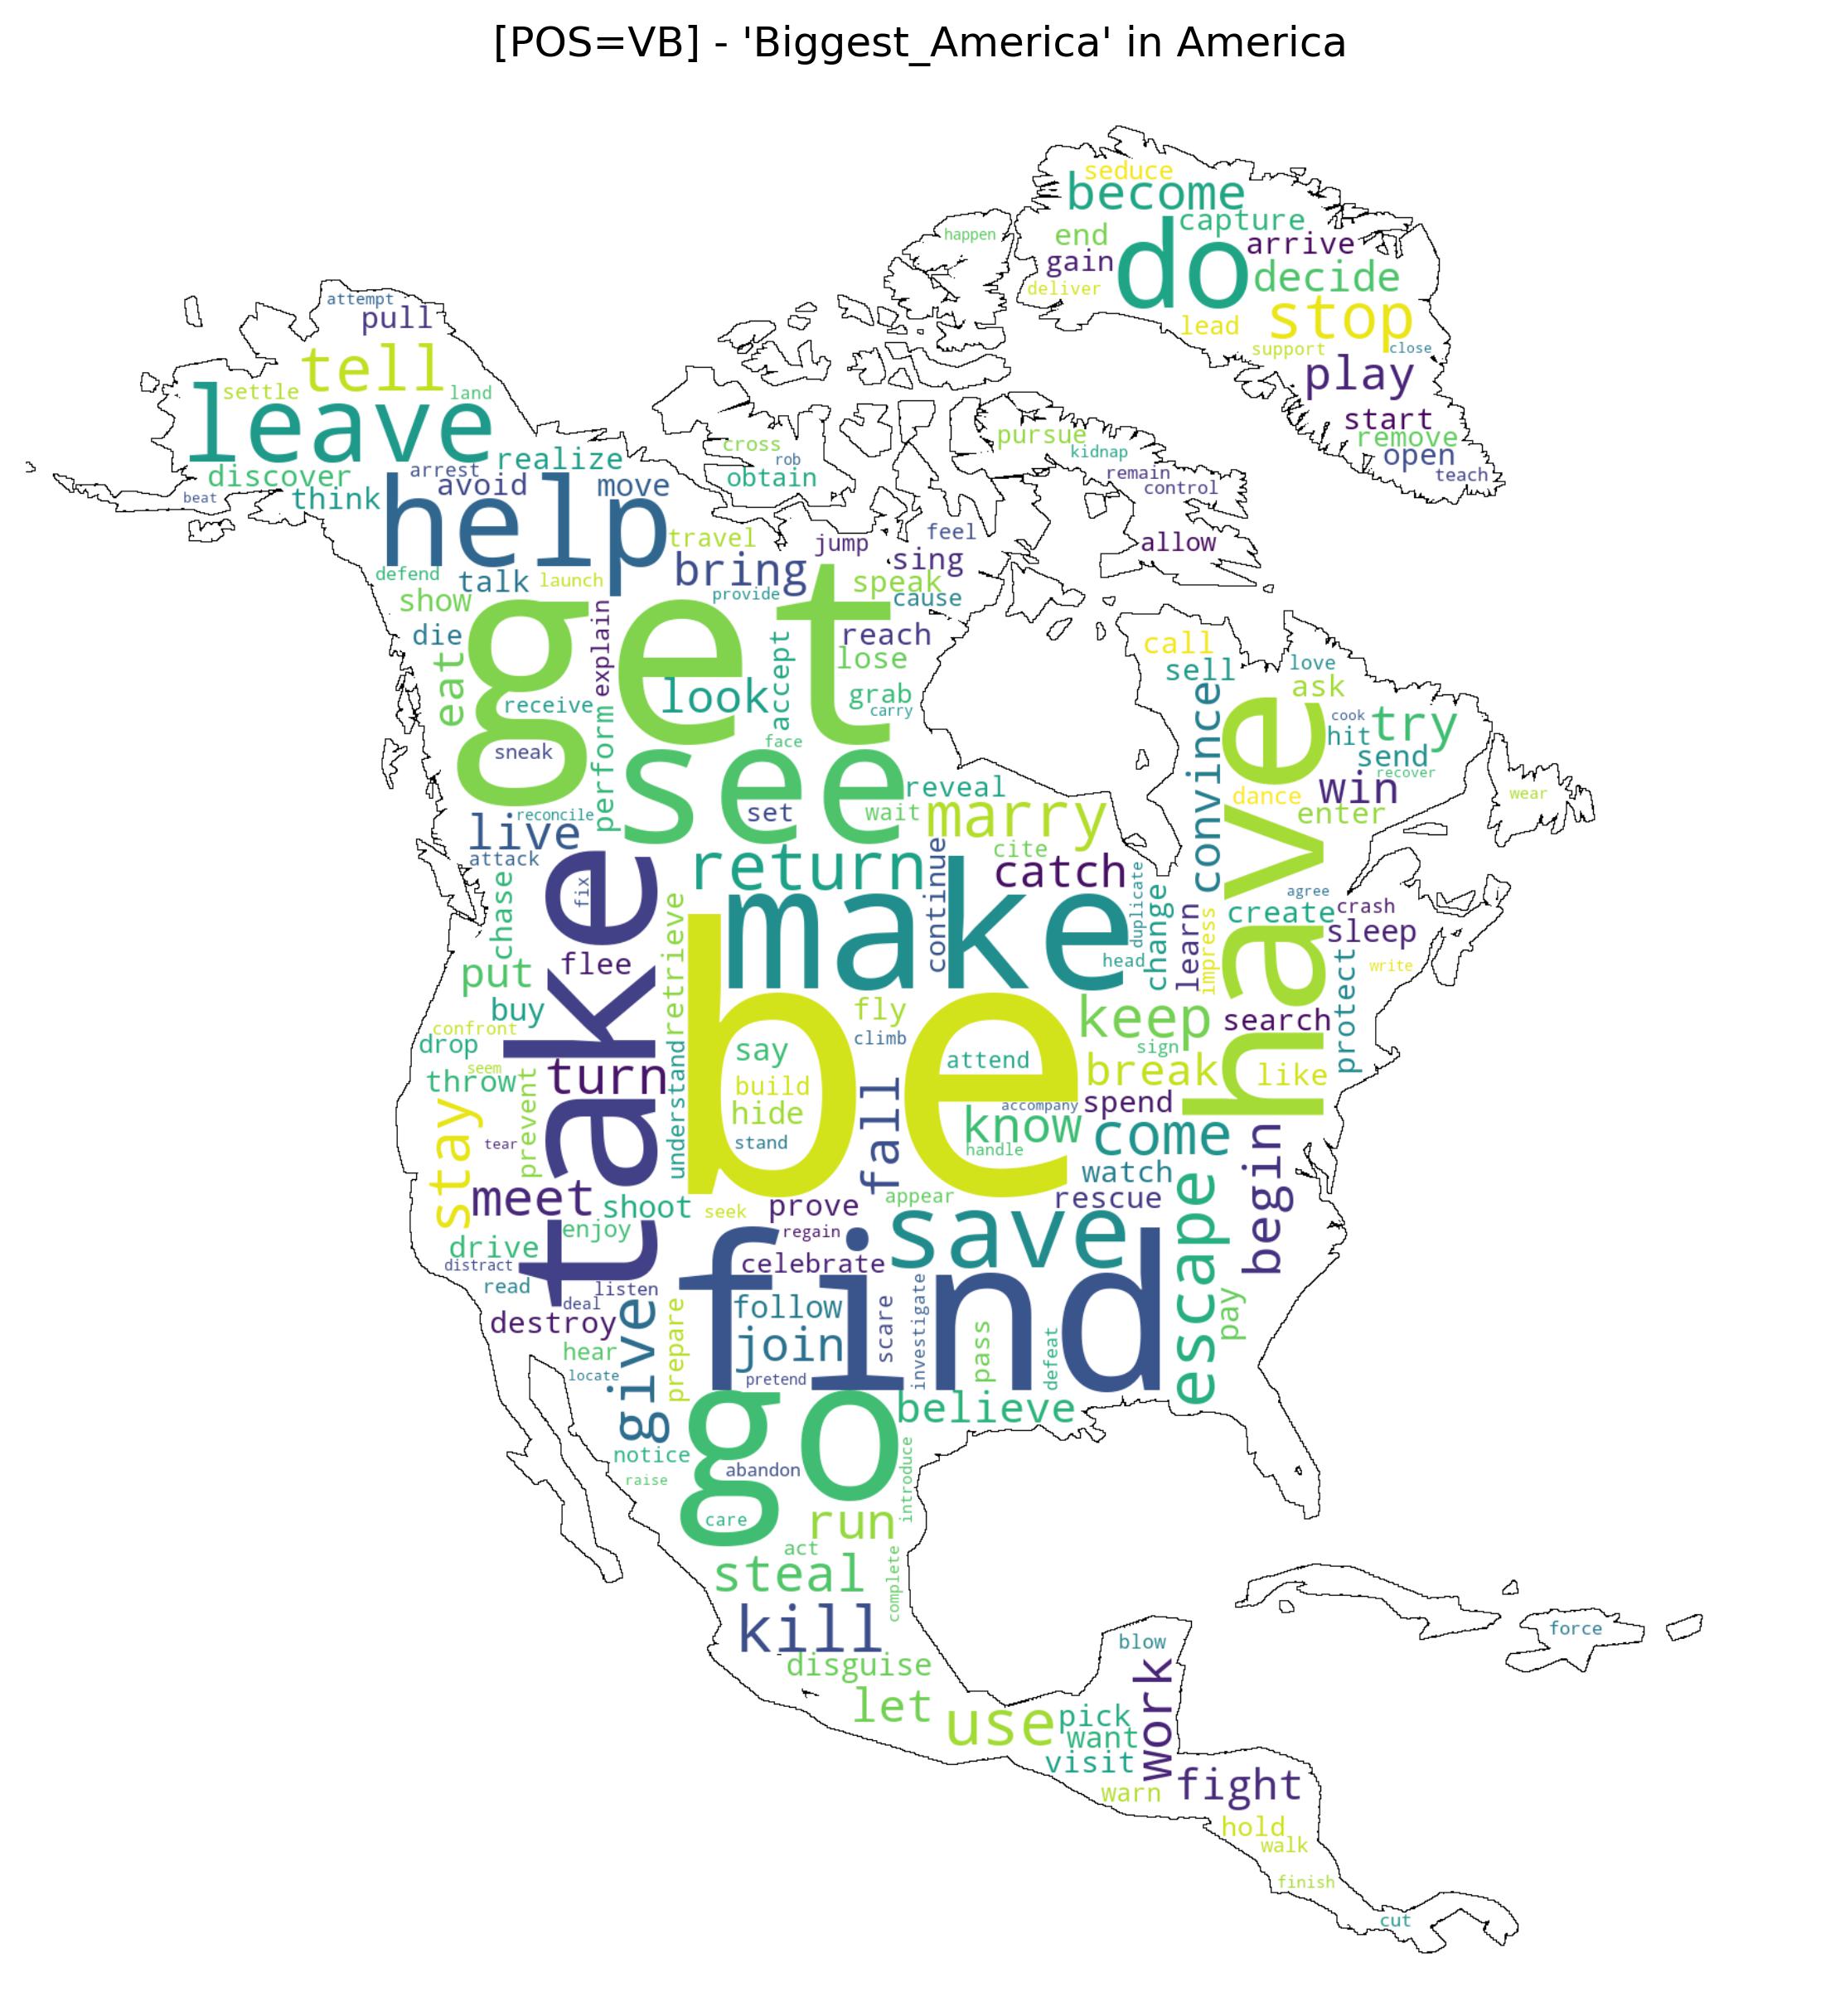 [POS=VB] - 'Biggest_America' in America
seduce
become
happen
capture
end
do
arrive
gain
decide
deliver
attempt
stop
pull
lead
support
close
tell
play
settle
land
leave
start
pursue
remove
cross
kidnap
open
realize
rob
arrest
remain
teach
discover
avoid
move
obtain
control
beat
think
help
travel
jump
feel
allow
bring
sing
defend
talk
launch
speak
show
provide
cause
get
explain
die
reach
call
eat
accept
lose
sell
love
look
grab
ask
receive
carry
convince
have
cook
try
perform
sneak
face
hit
send
see
recover
reveal
win
wear
dance
reconcile
set
wait
marry
enter
live
attack
return
cite
continue
catch
take
fix
make
duplicate
change
agree
chase
retrieve
learn
impress
create
crash
sleep
flee
head
write
put
be
protect
buy
fly
keep
search
confront
drop
climb
sign
say
attend
seem
throw
turn
understand
build
break
like
prevent
hide
fall
accompany
spend
stay
know
tear
stand
handle
come
begin
watch
meet
shoot
seek
prove
appear
rescue
escape
enjoy
regain
save
drive
distract
find
celebrate
read
listen
deal
give
prepare
follow
scare
investigate
pay
destroy
join
pass
defeat
hear
locate
pretend
go
believe
notice
introduce
abandon
raise
care
run
act
complete
steal
kill
force
blow
disguise
work
let
use
pick
want
visit
fight
warn
hold
walk
finish
cut